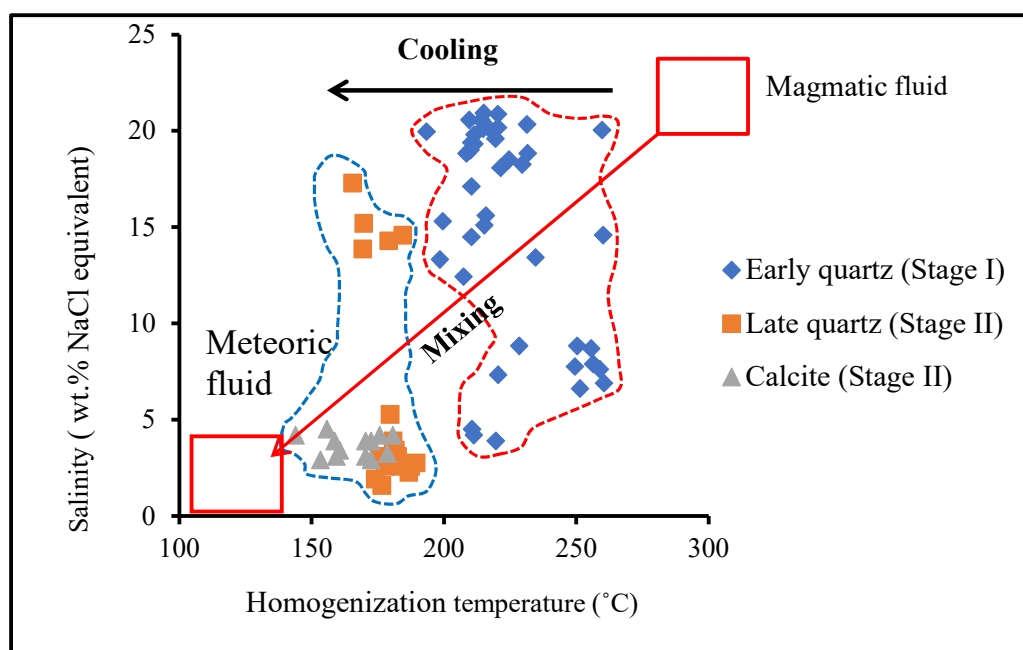 25
Cooling
Magmatic fluid
20
15
Salinity ( wt.% NaCl equivalent)
Early quartz (Stage I)
Late quartz (Stage II)
Calcite (Stage II)
10
Mixing
Meteoric
fluid
5
0
100 150 200 250 300
Homogenization temperature (˚C)